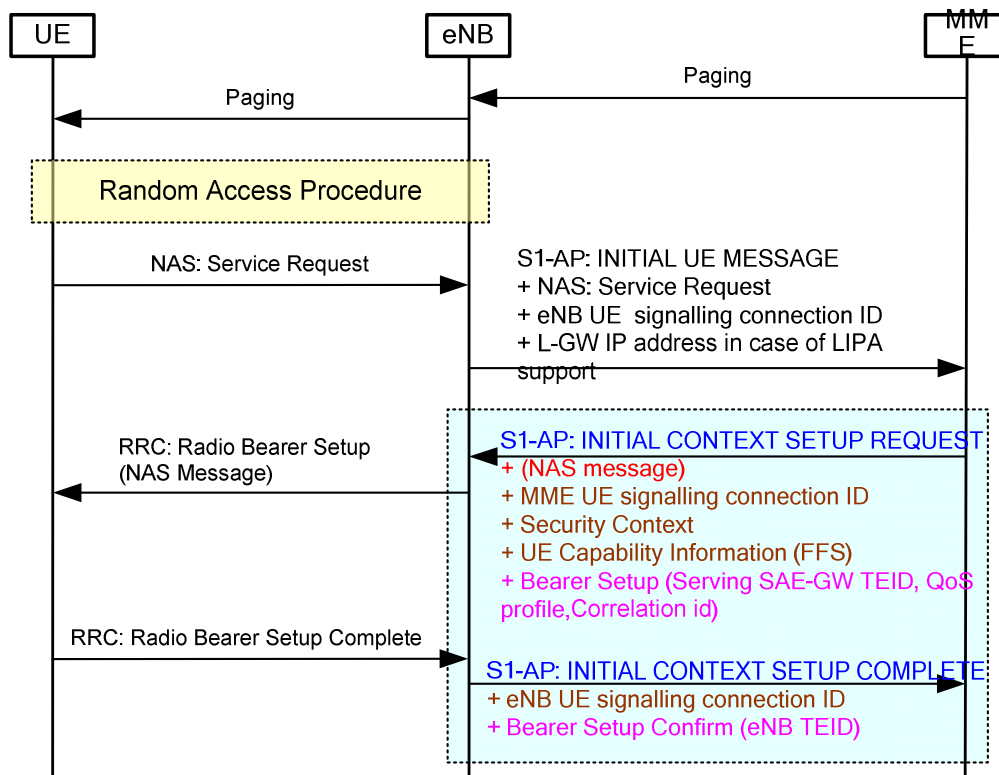 UE
eNB
MM
E
Paging
Paging
Random Access Procedure
NAS: Service Request
S1-AP: INITIAL UE MESSAGE
+ NAS: Service Request
+ eNB UE signalling connection ID
+ L-GW IP address in case of LIPA
support
RRC: Radio Bearer Setup
(NAS Message)
S1-AP: INITIAL CONTEXT SETUP REQUEST
+ (NAS message)
+ MME UE signalling connection ID
+ Security Context
+ UE Capability Information (FFS)
+ Bearer Setup (Serving SAE-GW TEID, QoS
profile,Correlation id)
RRC: Radio Bearer Setup Complete
S1-AP: INITIAL CONTEXT SETUP COMPLETE
+ eNB UE signalling connection ID
+ Bearer Setup Confirm (eNB TEID)